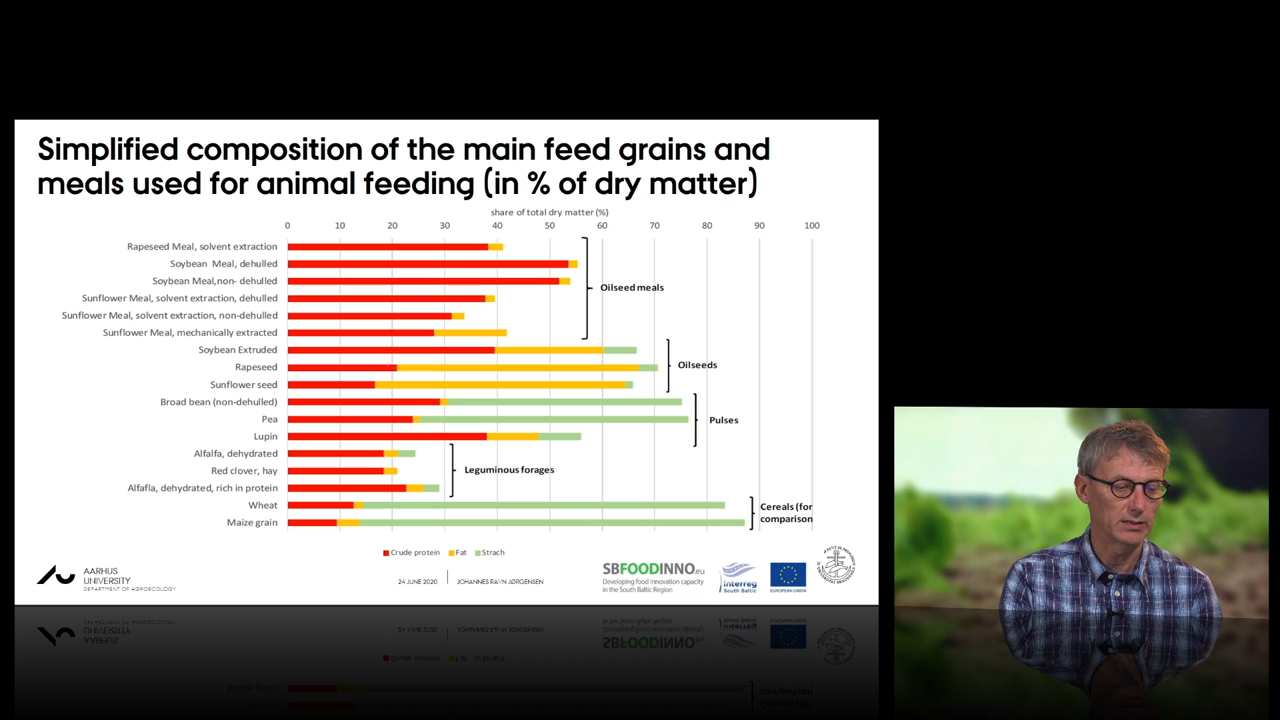 Simplified composition of the main feed grains and
meals used for animal feeding (in % of dry matter)
share of total dry matter (%)
0 10 20 30 40 50 60 70 80 90 100
Rapeseed Meal, solvent extraction
Soybean Meal, dehulled
Soybean Meal,non- dehulled
Sunflower Meal, solvent extraction, dehulled
Sunflower Meal, solvent extraction, non-dehulled
Sunflower Meal, mechanically extracted
Oilseed meals
Soybean Extruded
Rapeseed
Sunflower seed
Oilseeds
Broad bean (non-dehulled)
Pea
Lupin
Pulses
Alfalfa, dehydrated
Red clover, hay
Alfafla, dehydrated, rich in protein
Leguminous forages
Wheat
Maize grain
Cereals (for
comparison
Crude protein Fat Strach
AARHUS
UNIVERSITY
DEPARTMENT OF AGROECOLOGY
24 JUNE 2020 JOHANNES RAVN JØRGENSEN
SBFOODINNO.eu
Developing food innovation capacity
in the South Baltic Region
Interreg
South Baltic
EUROPEAN UNION